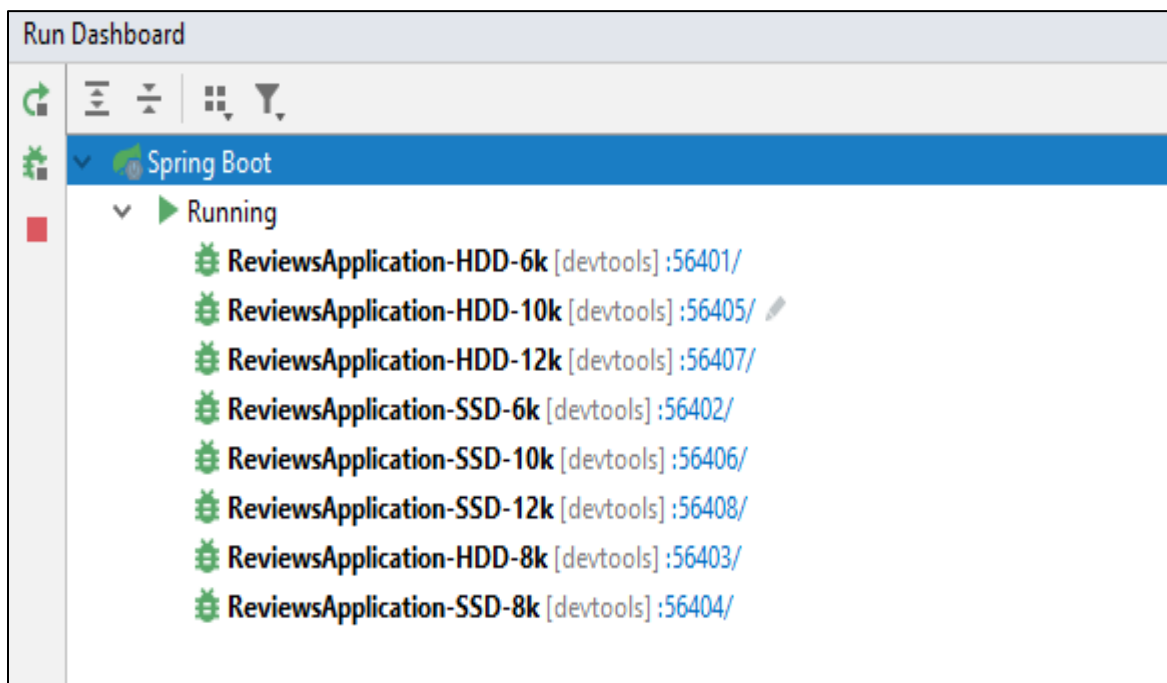 Run Dashboard
Spring Boot
Running
ReviewsApplication-HDD-6k [devtools] :56401/
ReviewsApplication-HDD-10k [devtools] :56405/
ReviewsApplication-HDD-12k [devtools] :56407/
ReviewsApplication-SSD-6k [devtools] :56402/
ReviewsApplication-SSD-10k [devtools] :56406/
ReviewsApplication-SSD-12k [devtools] :56408/
ReviewsApplication-HDD-8k [devtools] :56403/
ReviewsApplication-SSD-8k [devtools] :56404/